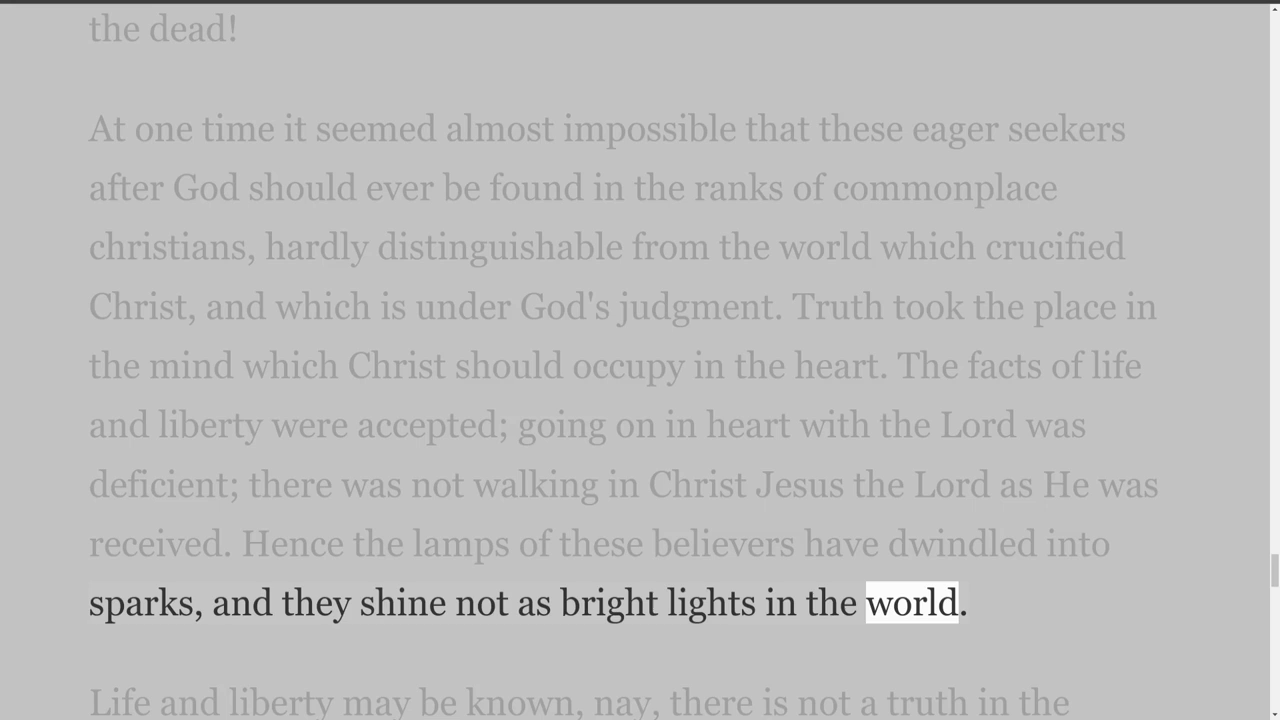 the dead!
At one time it seemed almost impossible that these eager seekers
after God should ever be found in the ranks of commonplace
christians, hardly distinguishable from the world which crucified
Christ, and which is under God's judgment. Truth took the place in
the mind which Christ should occupy in the heart. The facts of life
and liberty were accepted; going on in heart with the Lord was
deficient; there was not walking in Christ Jesus the Lord as He was
received. Hence the lamps of these believers have dwindled into
sparks, and they shine not as bright lights in the world.
Life and liberty may be known, nay, there is not a truth in the